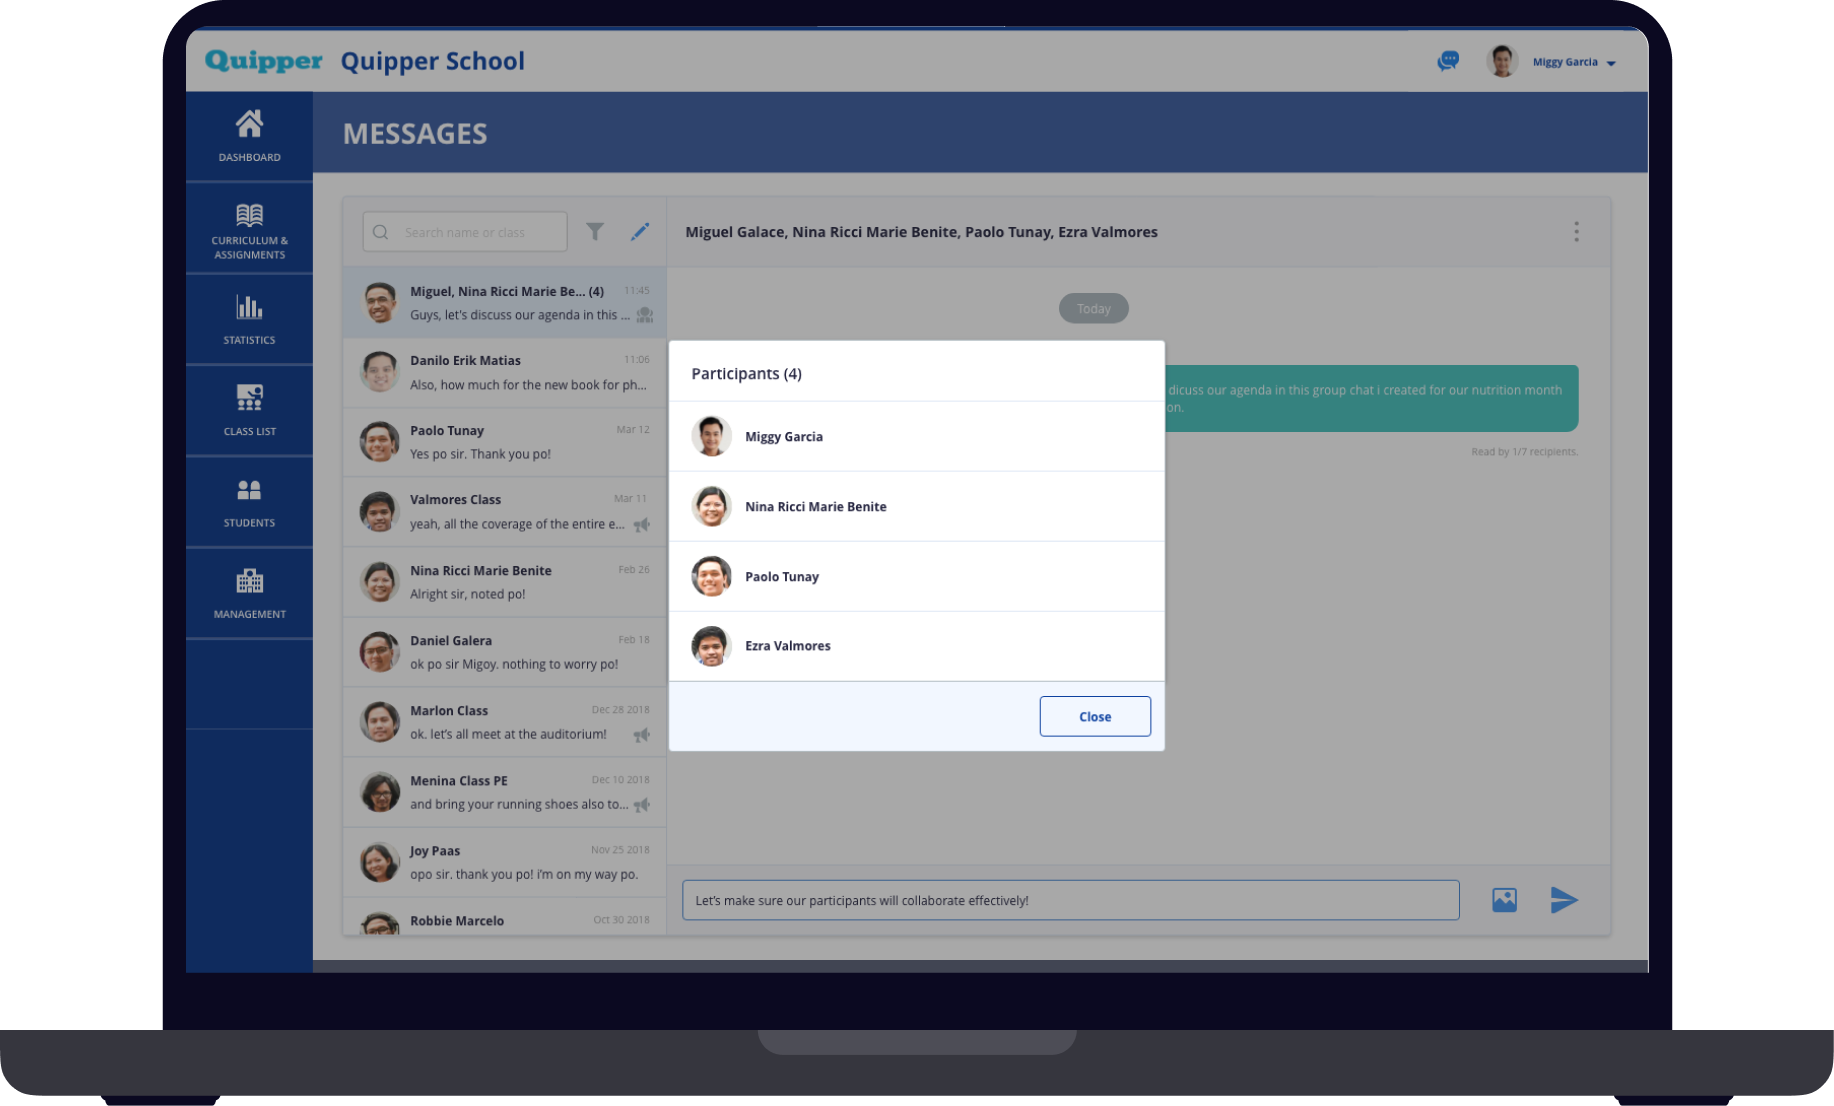 Quipper Quipper School
Miggy Garcia
MESSAGES
DASHBOARD
CURRICULUM &
ASSIGNMENTS
STATISTICS
CLASS LIST
STUDENTS
MANAGEMENT
Search name or class
Miguel, Nina Ricci Marie Be... (4) 11:45
Guys, let's discuss our agenda in this ...
Danilo Erik Matias 11:06
Also, how much for the new book for ph...
Paolo Tunay Mar 12
Yes po sir. Thank you po!
Valmores Class Mar 11
yeah, all the coverage of the entire e...
Nina Ricci Marie Benite Feb 26
Alright sir, noted po!
Daniel Galera Feb 18
ok po sir Migoy. nothing to worry po!
Marlon Class Dec 28 2018
ok. let's all meet at the auditorium!
Menina Class PE Dec 10 2018
and bring your running shoes also to...
Joy Paas Nov 25 2018
opo sir. thank you po! i'm on my way po.
Robbie Marcelo Oct 30 2018
Miguel Galace, Nina Ricci Marie Benite, Paolo Tunay, Ezra Valmores
Today
dicuss our agenda in this group chat i created for our nutrition month
on.
Read by 1/7 recipients.
Participants (4)
Miggy Garcia
Nina Ricci Marie Benite
Paolo Tunay
Ezra Valmores
Close
Let's make sure our participants will collaborate effectively!